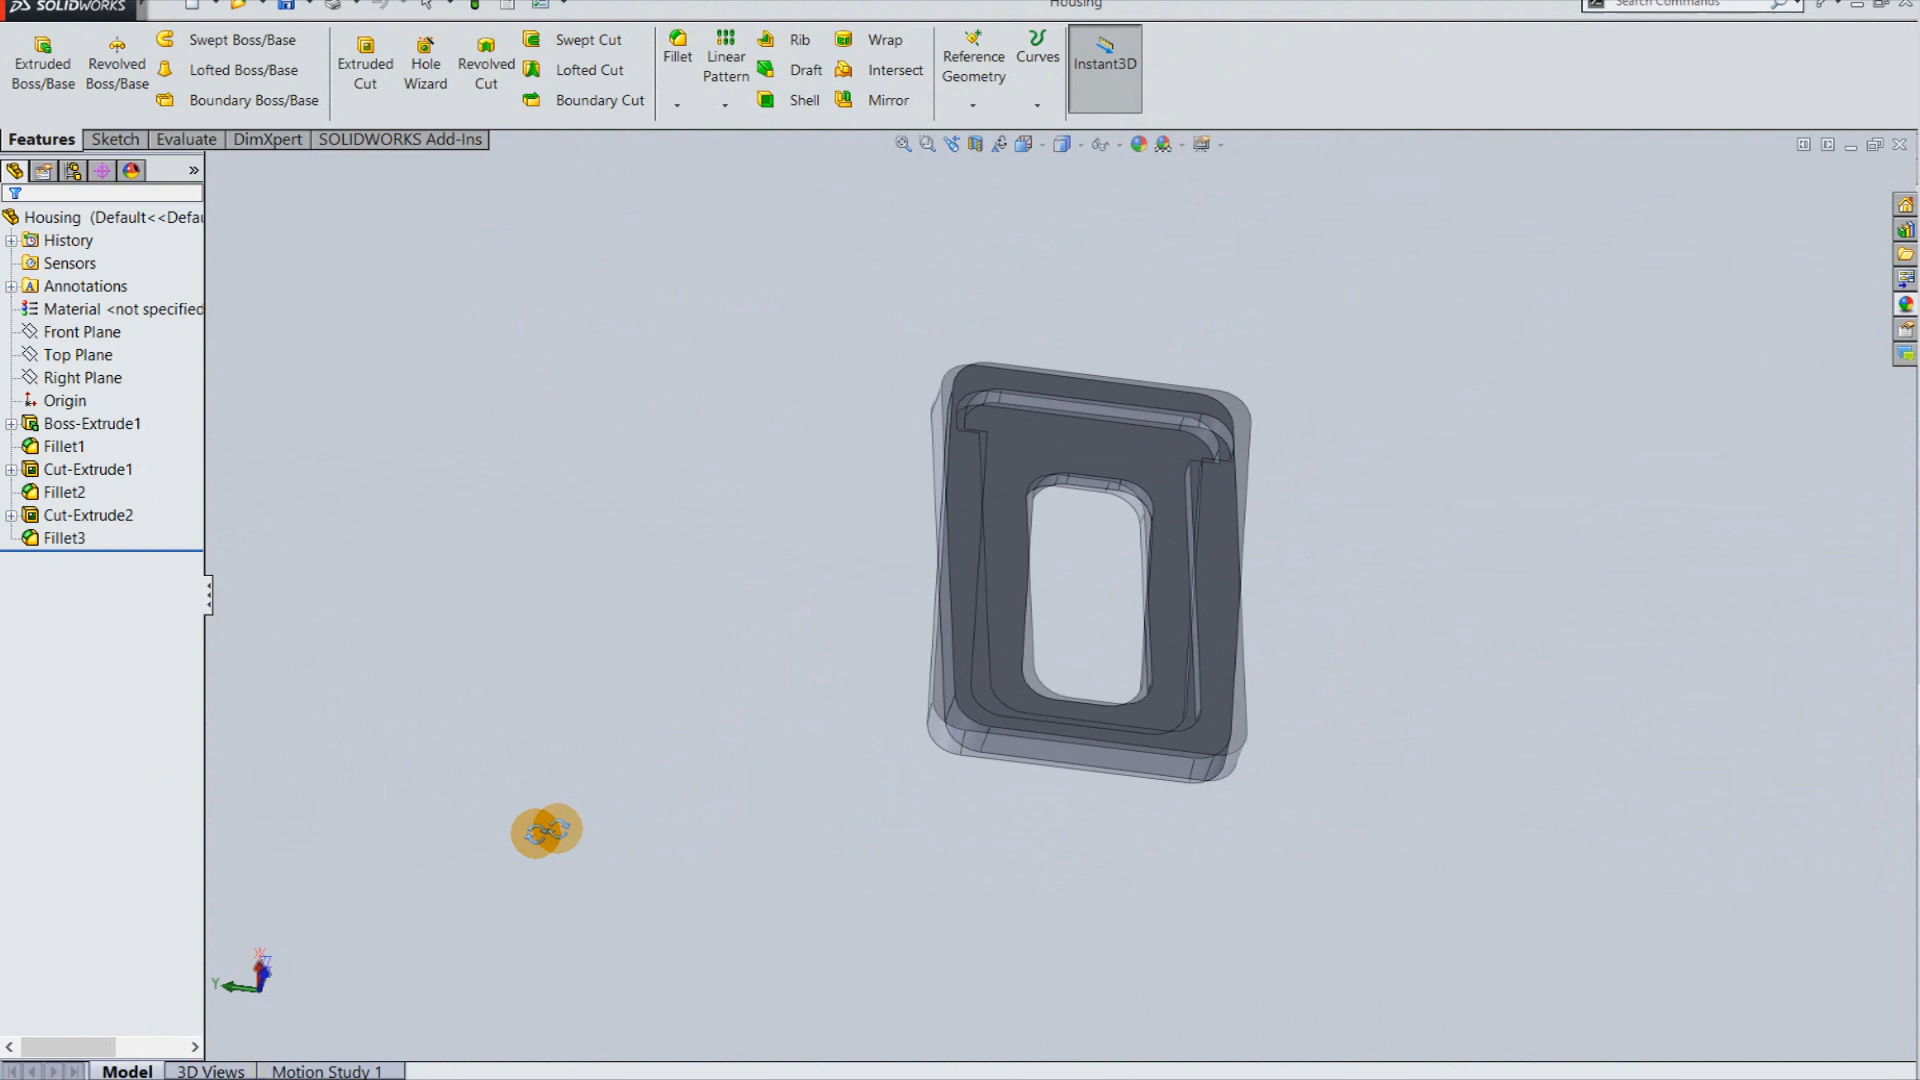 SOLIDWORKS
Housing
Search Commands
Extruded Boss/Base
Revolved Boss/Base
Swept Boss/Base
Lofted Boss/Base
Boundary Boss/Base
Extruded Cut
Hole Wizard
Revolved Cut
Swept Cut
Lofted Cut
Boundary Cut
Fillet
Linear Pattern
Rib
Draft
Shell
Wrap
Intersect
Mirror
Reference Geometry
Curves
Instant3D
Features
Sketch
Evaluate
DimXpert
SOLIDWORKS Add-Ins
Housing (Default<<Defau
History
Sensors
Annotations
Material <not specified
Front Plane
Top Plane
Right Plane
Origin
Boss-Extrude1
Fillet1
Cut-Extrude1
Fillet2
Cut-Extrude2
Fillet3
Y
Model
3D Views
Motion Study 1